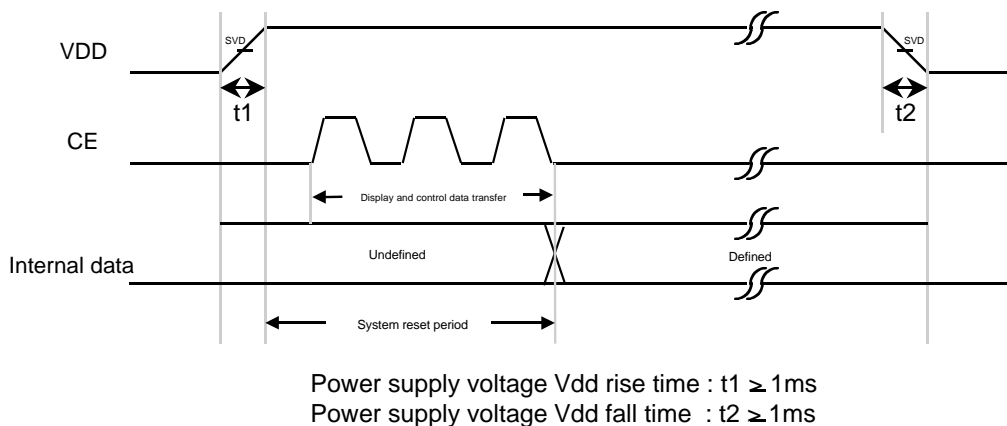 VDD
SVD
SVD
t1
t2
CE
Display and control data transfer
Internal data
Undefined
Defined
System reset period
Power supply voltage Vdd rise time : t1 ≥ 1ms
Power supply voltage Vdd fall time : t2 ≥ 1ms